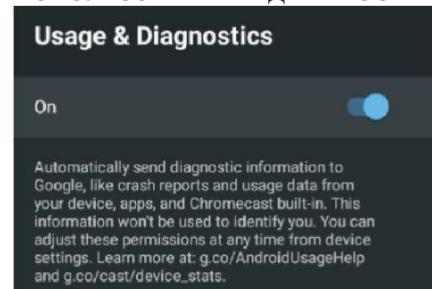 Usage & Diagnostics
On
Automatically send diagnostic information to
Google, like crash reports and usage data from
your device, apps, and Chromecast built-in. This
information won't be used to identify you. You can
adjust these permissions at any time from device
settings. Learn more at: g.co/AndroidUsageHelp
and g.co/cast/device_stats.